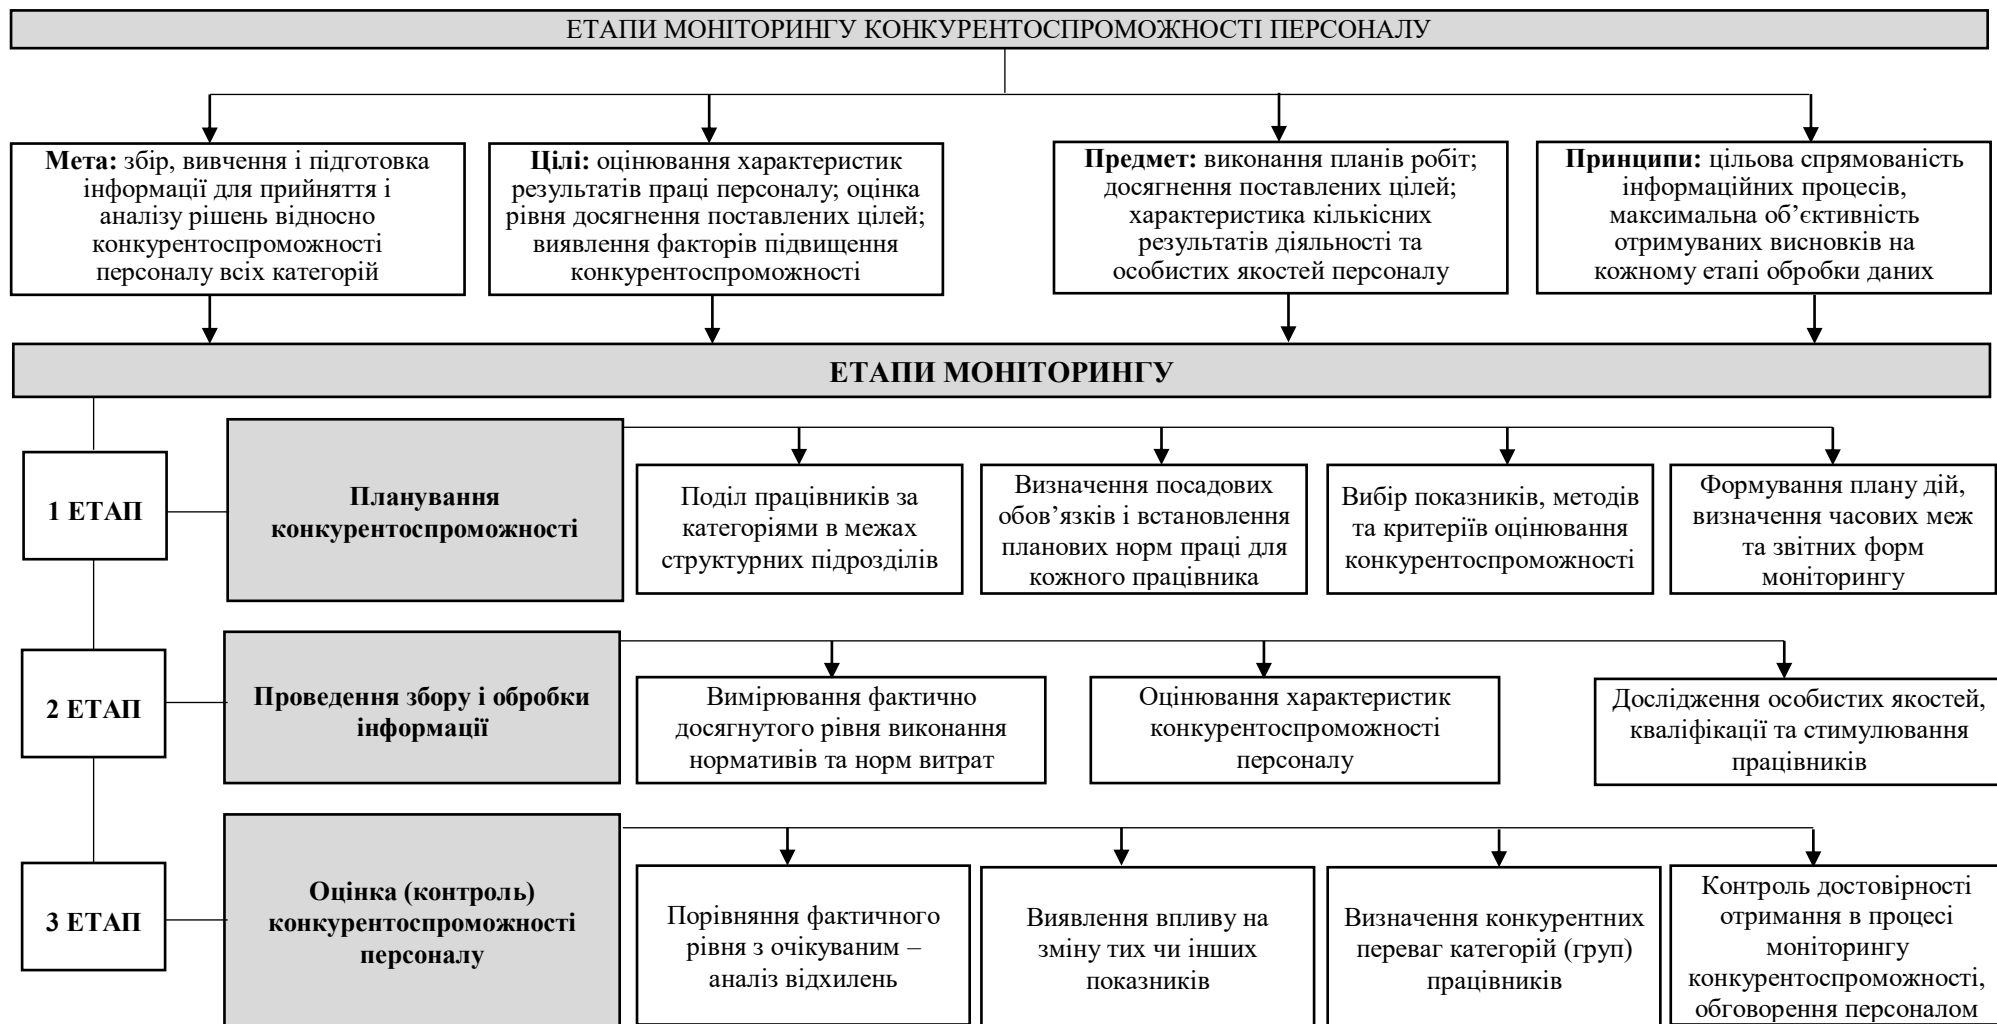 ЕТАПИ МОНІТОРИНГУ КОНКУРЕНТОСПРОМОЖНОСТІ ПЕРСОНАЛУ
Мета: збір, вивчення і підготовка
інформації для прийняття і
аналізу рішень відносно
конкурентоспроможності
персоналу всіх категорій
Цілі: оцінювання характеристик
результатів праці персоналу; оцінка
рівня досягнення поставлених цілей;
виявлення факторів підвищення
конкурентоспроможності
Предмет: виконання планів робіт;
досягнення поставлених цілей;
характеристика кількісних
результатів діяльності та
особистих якостей персоналу
Принципи: цільова спрямованість
інформаційних процесів,
максимальна об’єктивність
отримуваних висновків на
кожному етапі обробки даних
ЕТАПИ МОНІТОРИНГУ
1 ЕТАП
Планування
конкурентоспроможності
Поділ працівників за
категоріями в межах
структурних підрозділів
Визначення посадових
обов’язків і встановлення
планових норм праці для
кожного працівника
Вибір показників, методів
та критеріїв оцінювання
конкурентоспроможності
Формування плану дій,
визначення часових меж
та звітних форм
моніторингу
2 ЕТАП
Проведення збору і обробки
інформації
Вимірювання фактично
досягнутого рівня виконання
нормативів та норм витрат
Оцінювання характеристик
конкурентоспроможності
персоналу
Дослідження особистих якостей,
кваліфікації та стимулювання
працівників
3 ЕТАП
Оцінка (контроль)
конкурентоспроможності
персоналу
Порівняння фактичного
рівня з очікуваним –
аналіз відхилень
Виявлення впливу на
зміну тих чи інших
показників
Визначення конкурентних
переваг категорій (груп)
працівників
Контроль достовірності
отримання в процесі
моніторингу
конкурентоспроможності,
обговорення персоналом